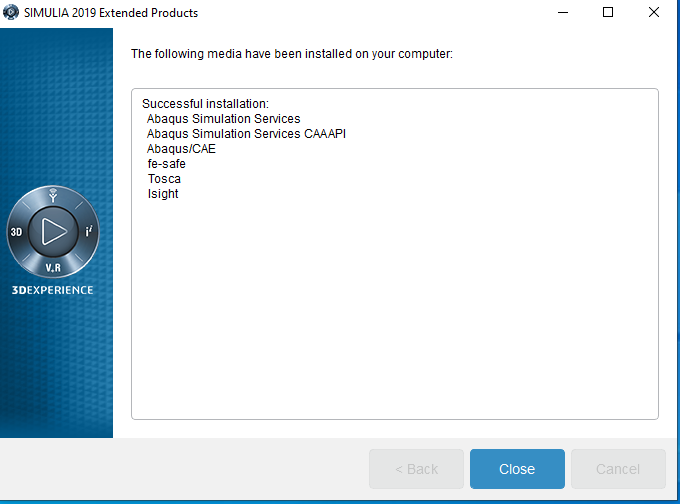 SIMULIA 2019 Extended Products
The following media have been installed on your computer:
Successful installation:
Abaqus Simulation Services
Abaqus Simulation Services CAAAPI
Abaqus/CAE
fe-safe
Tosca
Isight
3D
i²
V.R
3DEXPERIENCE
< Back
Close
Cancel